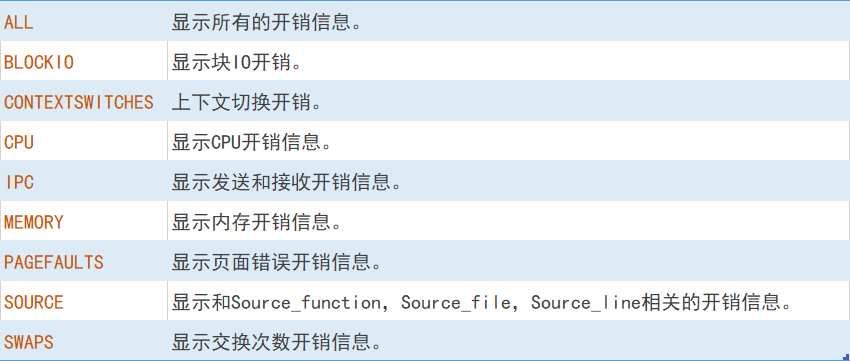 ALL 显示所有的开销信息。
BLOCKIO 显示块IO开销。
CONTEXTSWITCHES 上下文切换开销。
CPU 显示CPU开销信息。
IPC 显示发送和接收开销信息。
MEMORY 显示内存开销信息。
PAGEFAULTS 显示页面错误开销信息。
SOURCE 显示和Source_function，Source_file，Source_line相关的开销信息。
SWAPS 显示交换次数开销信息。